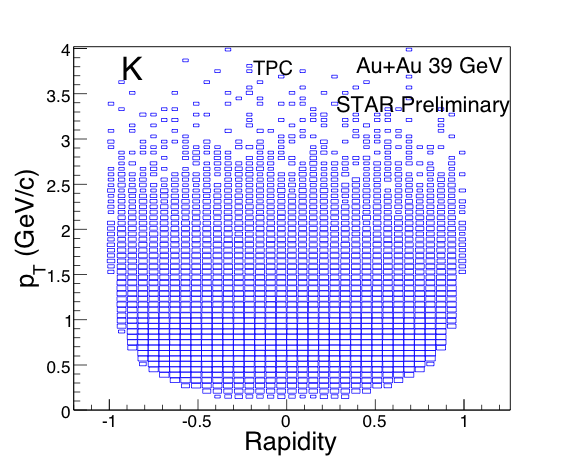 4
K
TPC
Au+Au 39 GeV
3.5
STAR Preliminary
3
2.5
2
1.5
1
0.5
0
p_T (GeV/c)
-1 -0.5 0 0.5 1
Rapidity